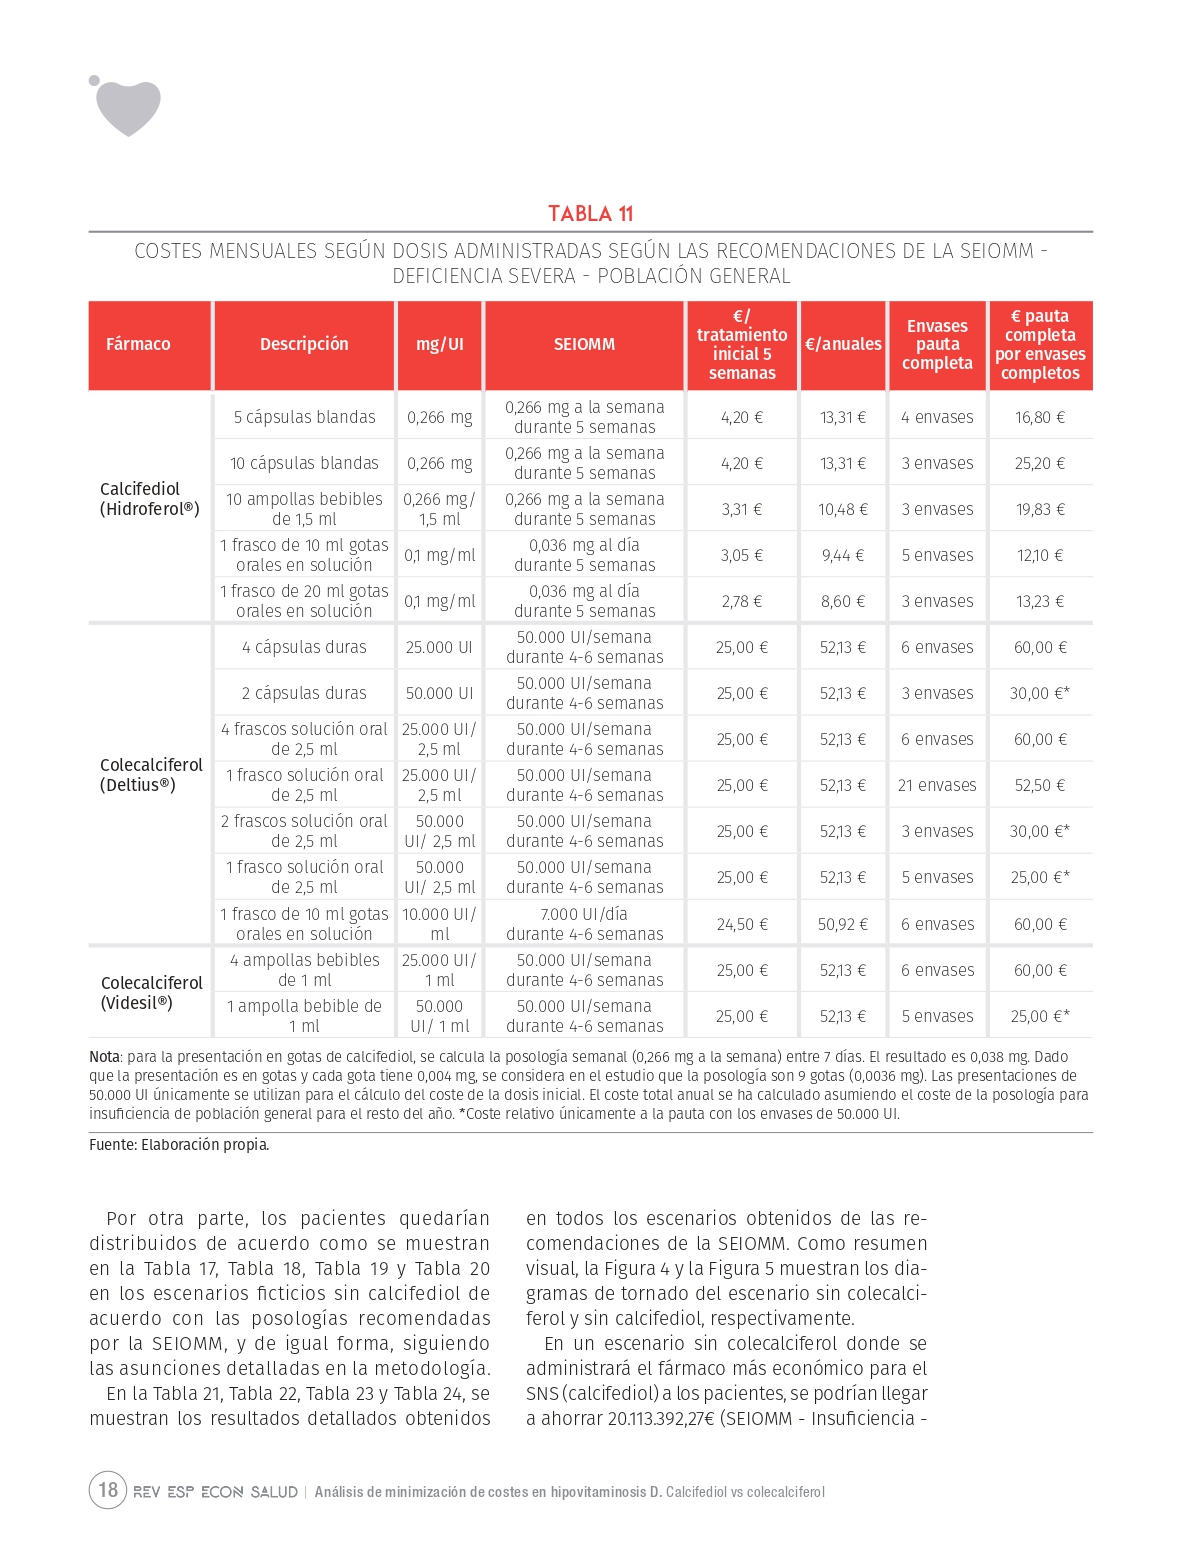 TABLA 11
COSTES MENSUALES SEGÚN DOSIS ADMINISTRADAS SEGÚN LAS RECOMENDACIONES DE LA SEIOMM -
DEFICIENCIA SEVERA - POBLACIÓN GENERAL
Fármaco Descripción mg/UI SEIOMM €/ tratamiento inicial 5 semanas €/anuales Envases pauta completa € pauta completa por envases completos
Calcifediol (Hidroferol®)
5 cápsulas blandas 0,266 mg 0,266 mg a la semana durante 5 semanas 4,20 € 13,31 € 4 envases 16,80 €
10 cápsulas blandas 0,266 mg 0,266 mg a la semana durante 5 semanas 4,20 € 13,31 € 3 envases 25,20 €
10 ampollas bebibles de 1,5 ml 0,266 mg/ 1,5 ml 0,266 mg a la semana durante 5 semanas 3,31 € 10,48 € 3 envases 19,83 €
1 frasco de 10 ml gotas orales en solución 0,1 mg/ml 0,036 mg al día durante 5 semanas 3,05 € 9,44 € 5 envases 12,10 €
1 frasco de 20 ml gotas orales en solución 0,1 mg/ml 0,036 mg al día durante 5 semanas 2,78 € 8,60 € 3 envases 13,23 €
Colecalciferol (Deltius®)
4 cápsulas duras 25.000 UI 50.000 UI/semana durante 4-6 semanas 25,00 € 52,13 € 6 envases 60,00 €
2 cápsulas duras 50.000 UI 50.000 UI/semana durante 4-6 semanas 25,00 € 52,13 € 3 envases 30,00 €*
4 frascos solución oral de 2,5 ml 25.000 UI/ 2,5 ml 50.000 UI/semana durante 4-6 semanas 25,00 € 52,13 € 6 envases 60,00 €
1 frasco solución oral de 2,5 ml 25.000 UI/ 2,5 ml 50.000 UI/semana durante 4-6 semanas 25,00 € 52,13 € 21 envases 52,50 €
2 frascos solución oral de 2,5 ml 50.000 UI/ 2,5 ml 50.000 UI/semana durante 4-6 semanas 25,00 € 52,13 € 3 envases 30,00 €*
1 frasco solución oral de 2,5 ml 50.000 UI/ 2,5 ml 50.000 UI/semana durante 4-6 semanas 25,00 € 52,13 € 5 envases 25,00 €*
1 frasco de 10 ml gotas orales en solución 10.000 UI/ ml 7.000 UI/día durante 4-6 semanas 24,50 € 50,92 € 6 envases 60,00 €
Colecalciferol (Videsil®)
4 ampollas bebibles de 1 ml 25.000 UI/ 1 ml 50.000 UI/semana durante 4-6 semanas 25,00 € 52,13 € 6 envases 60,00 €
1 ampolla bebible de 1 ml 50.000 UI/ 1 ml 50.000 UI/semana durante 4-6 semanas 25,00 € 52,13 € 5 envases 25,00 €*
Nota: para la presentación en gotas de calcifediol, se calcula la posología semanal (0,266 mg a la semana) entre 7 días. El resultado es 0,038 mg. Dado
que la presentación es en gotas y cada gota tiene 0,004 mg, se considera en el estudio que la posología son 9 gotas (0,0036 mg). Las presentaciones de
50.000 UI únicamente se utilizan para el cálculo del coste de la dosis inicial. El coste total anual se ha calculado asumiendo el coste de la posología para
insuficiencia de población general para el resto del año. *Coste relativo únicamente a la pauta con los envases de 50.000 UI.
Fuente: Elaboración propia.
Por otra parte, los pacientes quedarían
distribuidos de acuerdo como se muestran
en la Tabla 17, Tabla 18, Tabla 19 y Tabla 20
en los escenarios ficticios sin calcifediol de
acuerdo con las posologías recomendadas
por la SEIOMM, y de igual forma, siguiendo
las asunciones detalladas en la metodología.
En la Tabla 21, Tabla 22, Tabla 23 y Tabla 24, se
muestran los resultados detallados obtenidos
en todos los escenarios obtenidos de las re-
comendaciones de la SEIOMM. Como resumen
visual, la Figura 4 y la Figura 5 muestran los dia-
gramas de tornado del escenario sin colecalci-
ferol y sin calcifediol, respectivamente.
En un escenario sin colecalciferol donde se
administrará el fármaco más económico para el
SNS (calcifediol) a los pacientes, se podrían llegar
a ahorrar 20.113.392,27€ (SEIOMM - Insuficiencia -
18 REV ESP ECON SALUD | Análisis de minimización de costes en hipovitaminosis D. Calcifediol vs colecalciferol